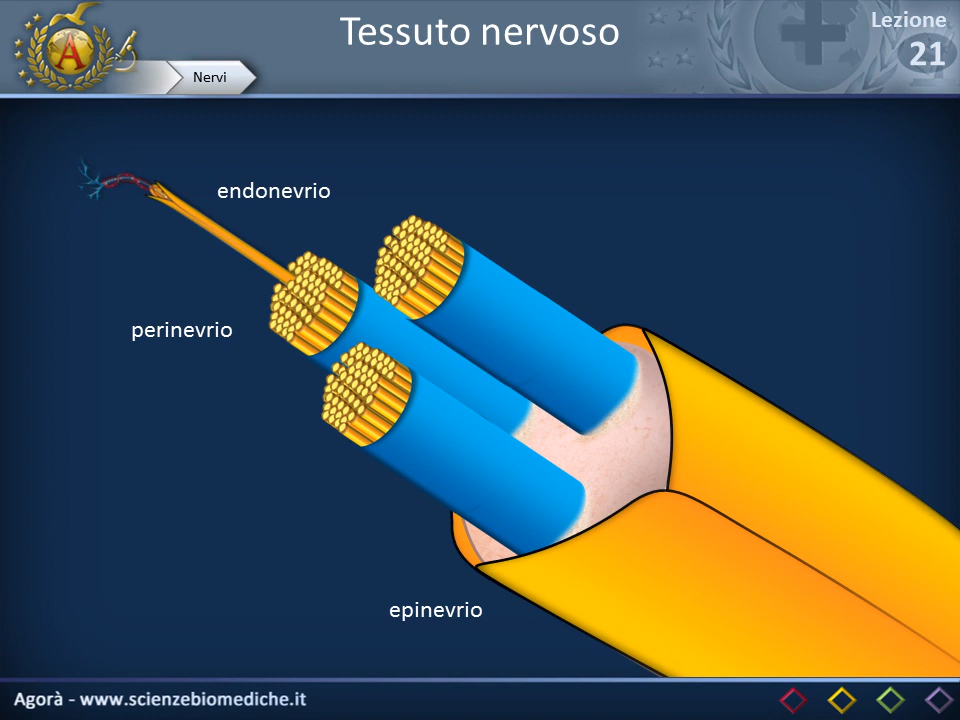 Tessuto nervoso
Lezione
21
Nervi
A
endonevrio
perinevrio
epinevrio
Agorà - www.scienzebiomediche.it